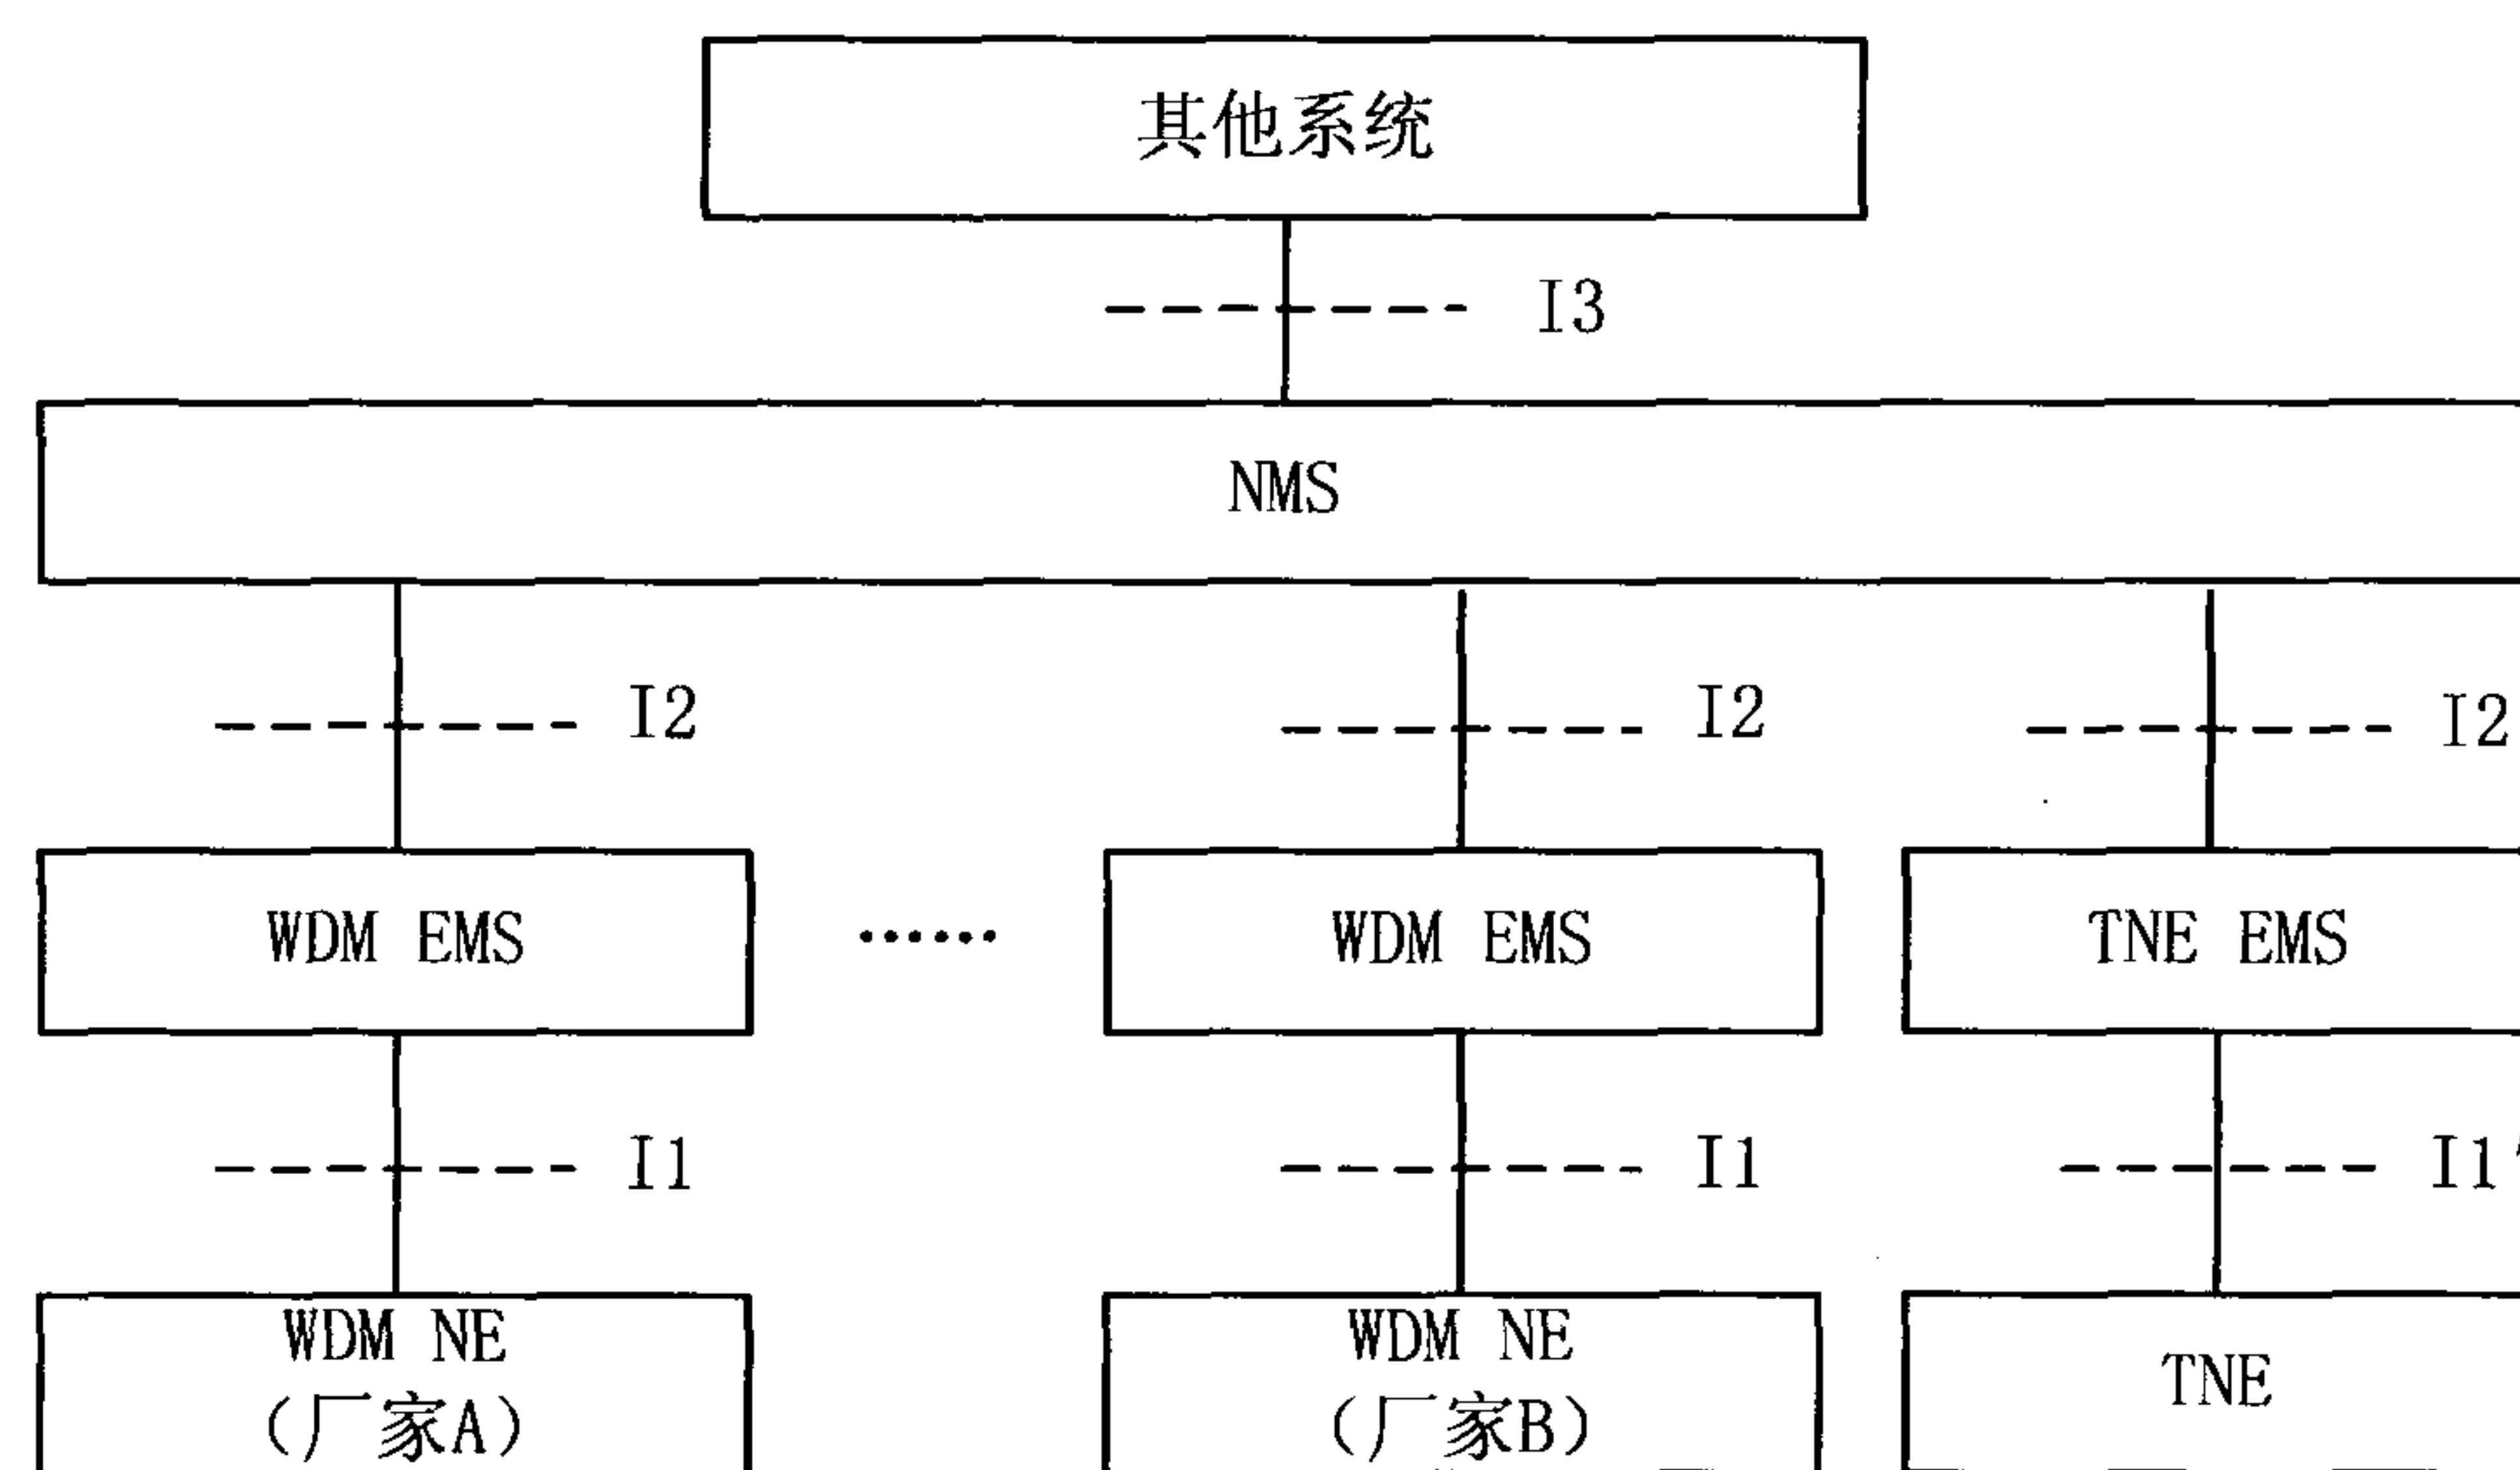 其他系统
I3
NMS
I2
I2
I2
WDM EMS
......
WDM EMS
TNE EMS
I1
I1
I1'
WDM NE
(厂家A)
WDM NE
(厂家B)
TNE